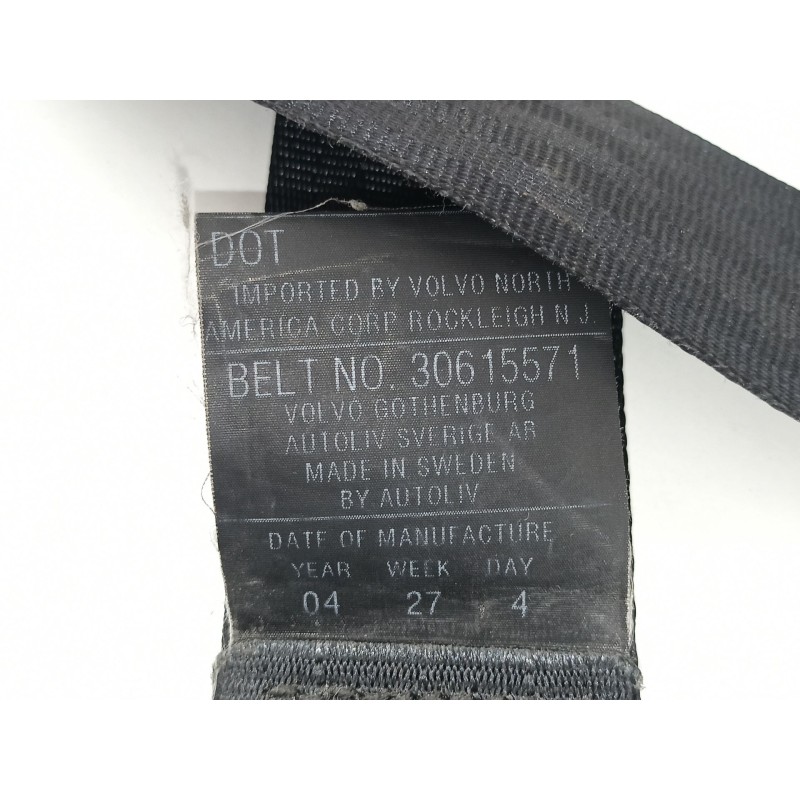 DOT
IMPORTED BY VOLVO NORTH
AMERICA CORP ROCKLEIGH N J
BELT NO. 30615571
VOLVO GOTHENBURG
AUTOLIV SVERIGE AB
MADE IN SWEDEN
BY AUTOLIV
DATE OF MANUFACTURE
YEAR WEEK DAY
04 27 4